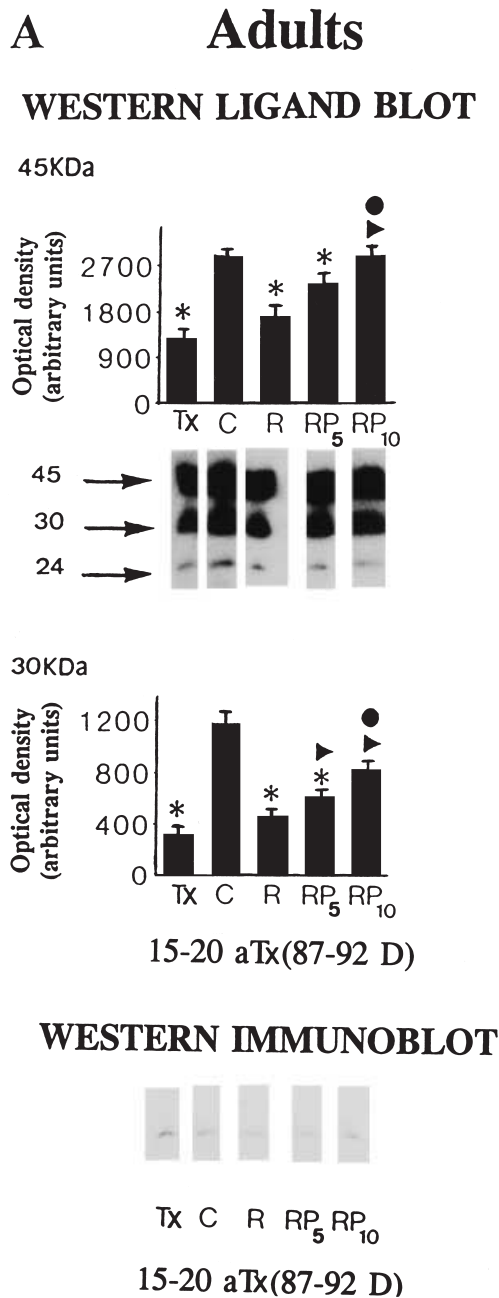 A Adults
WESTERN LIGAND BLOT
45KDa
Optical density
(arbitrary units)
2700
1800
900
0
* * * ● ►
Tx C R RP5 RP10
45
30
24
30KDa
Optical density
(arbitrary units)
1200
800
400
0
* * ► * ● ►
Tx C R RP5 RP10
15-20 aTx(87-92 D)
WESTERN IMMUNOBLOT
Tx C R RP5 RP10
15-20 aTx(87-92 D)